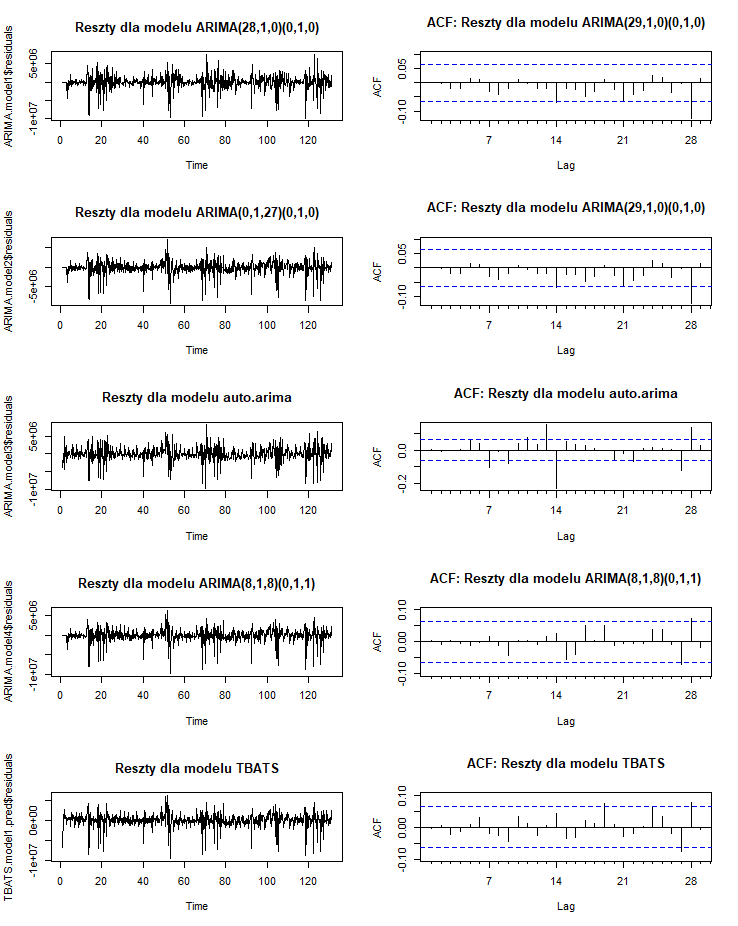 Reszty dla modelu ARIMA(28,1,0)(0,1,0)
ARIMA.model1$residuals
5e+06
-1e+07
0 20 40 60 80 100 120
Time
ACF: Reszty dla modelu ARIMA(29,1,0)(0,1,0)
ACF
0.05
-0.10
7 14 21 28
Lag
Reszty dla modelu ARIMA(0,1,27)(0,1,0)
ARIMA.model2$residuals
-5e+06
0 20 40 60 80 100 120
Time
ACF: Reszty dla modelu ARIMA(29,1,0)(0,1,0)
ACF
0.05
-0.10
7 14 21 28
Lag
Reszty dla modelu auto.arima
ARIMA.model3$residuals
5e+06
-1e+07
0 20 40 60 80 100 120
Time
ACF: Reszty dla modelu auto.arima
ACF
0.0
-0.2
7 14 21 28
Lag
Reszty dla modelu ARIMA(8,1,8)(0,1,1)
ARIMA.model4$residuals
5e+06
-1e+07
0 20 40 60 80 100 120
Time
ACF: Reszty dla modelu ARIMA(8,1,8)(0,1,1)
ACF
0.10
0.00
-0.10
7 14 21 28
Lag
Reszty dla modelu TBATS
TBATS.model1.pred$residuals
0e+00
-1e+07
0 20 40 60 80 100 120
Time
ACF: Reszty dla modelu TBATS
ACF
0.10
0.00
-0.10
7 14 21 28
Lag